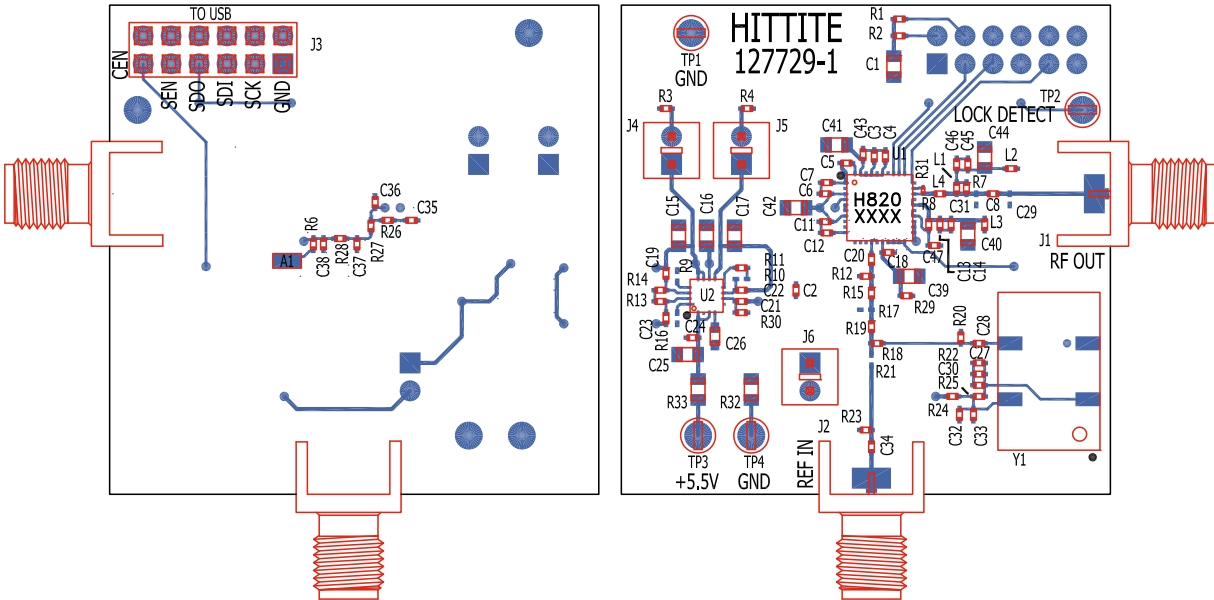 TO USB
J3
CEN
SEN
SDO
SDI
SCK
GND
C36
C35
R26
R27
R6
C38
R28
C37
A1
HITTITE
127729-1
TP1
GND
R1
R2
C1
TP2
LOCK DETECT
R3
R4
J4
J5
C41
C43
C3
C4
U1
C5
C7
C6
C42
C11
C12
H820
XXXX
R31
L1
C46
C45
C44
L2
L4
R7
R8
C31
C8
C29
L3
C40
J1
RF OUT
C47
C13
C14
C15
C16
C17
C19
R9
R11
R10
R14
R13
U2
C22
C21
R30
C2
C23
R16
C24
C25
C26
C20
C18
R12
R15
C39
R29
R17
R19
R18
R21
J6
R20
C28
R22
C27
C30
R25
R24
C32
C33
Y1
R33
R32
TP3
+5.5V
TP4
GND
REF IN
J2
R23
C34